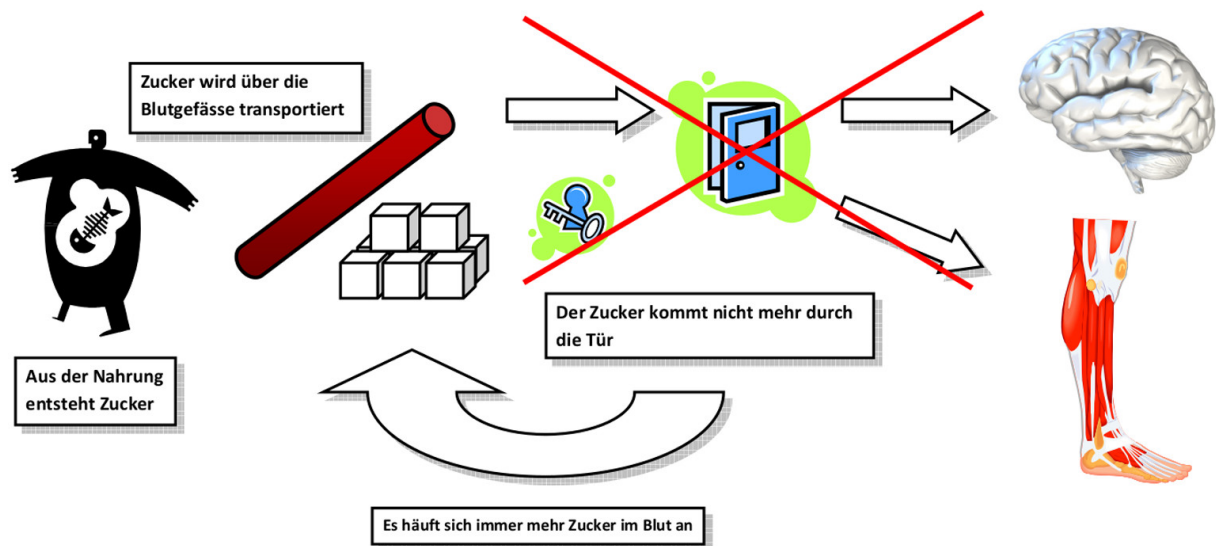 Zucker wird über die
Blutgefässe transportiert
Der Zucker kommt nicht mehr durch
die Tür
Aus der Nahrung
entsteht Zucker
Es häuft sich immer mehr Zucker im Blut an